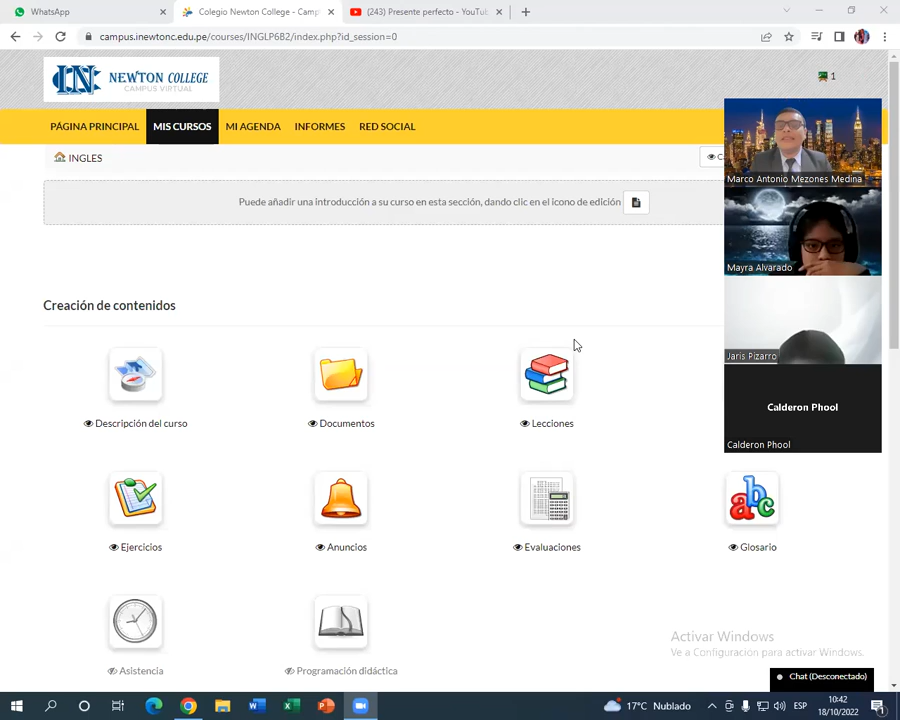 WhatsApp
Colegio Newton College - Camp
(243) Presente perfecto - YouTu
campus.inewtonc.edu.pe/courses/INGLP6B2/index.php?id_session=0
NEWTON COLLEGE
CAMPUS VIRTUAL
1
PÁGINA PRINCIPAL
MIS CURSOS
MI AGENDA
INFORMES
RED SOCIAL
INGLES
Puede añadir una introducción a su curso en esta sección, dando clic en el icono de edición
Marco Antonio Mezones Medina
Mayra Alvarado
Jaris Pizarro
Calderon Phool
Calderon Phool
Creación de contenidos
Descripción del curso
Documentos
Lecciones
Ejercicios
Anuncios
Evaluaciones
abc
Glosario
Asistencia
Programación didáctica
Activar Windows
Ve a Configuracion para activar Windows.
Chat (Desconectado)
17°C Nublado
ESP
10:42
18/10/2022